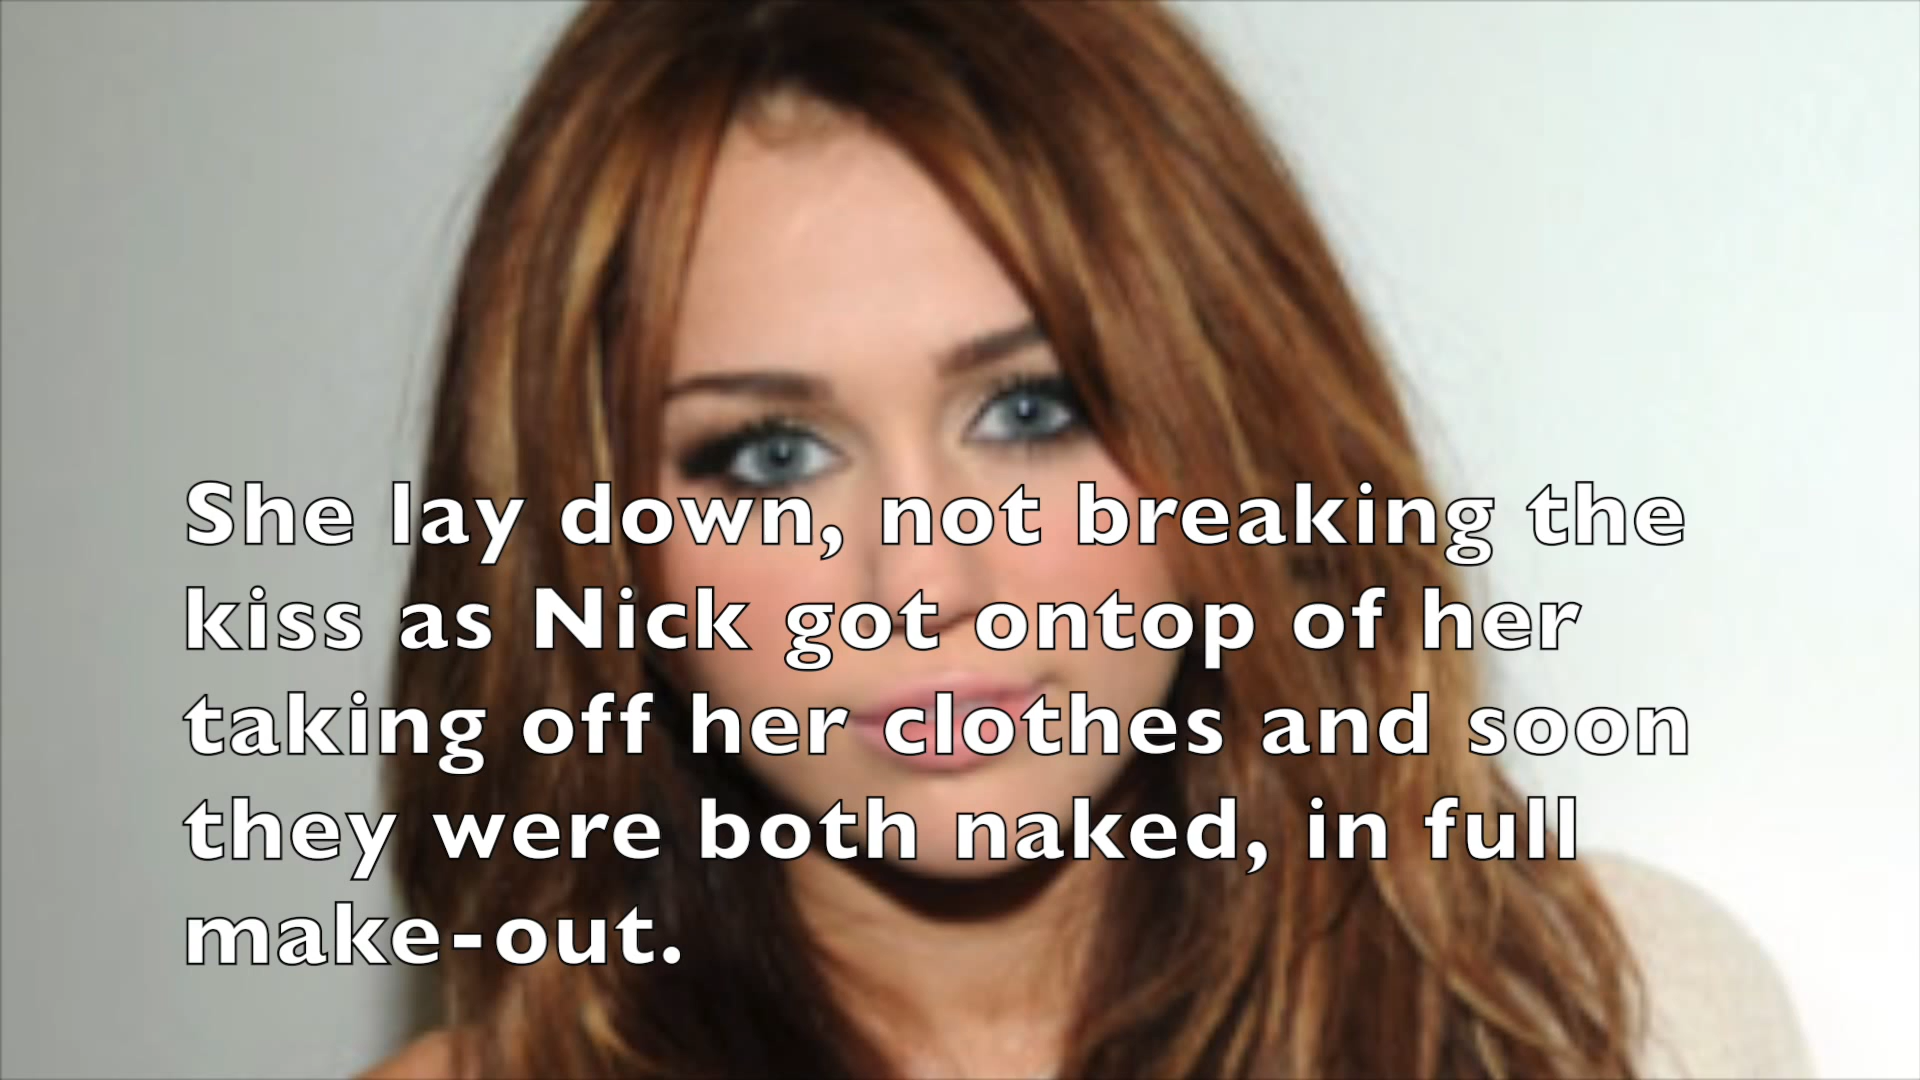 She lay down, not breaking the
kiss as Nick got ontop of her
taking off her clothes and soon
they were both naked, in full
make-out.